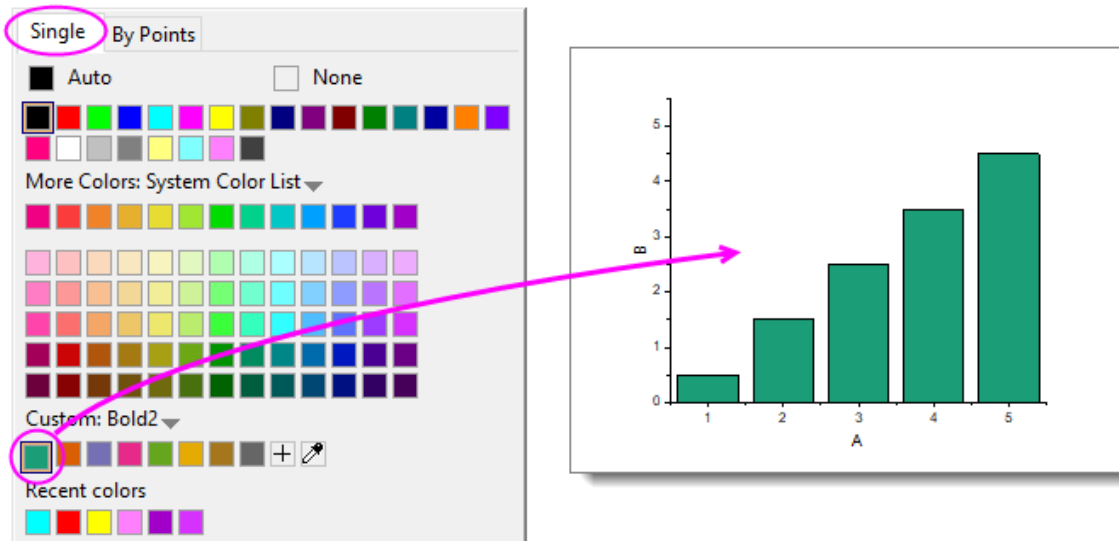 Single By Points
Auto None
More Colors: System Color List
Custom: Bold2
Recent colors
5
4
3
2
1
0
B
1 2 3 4 5
A